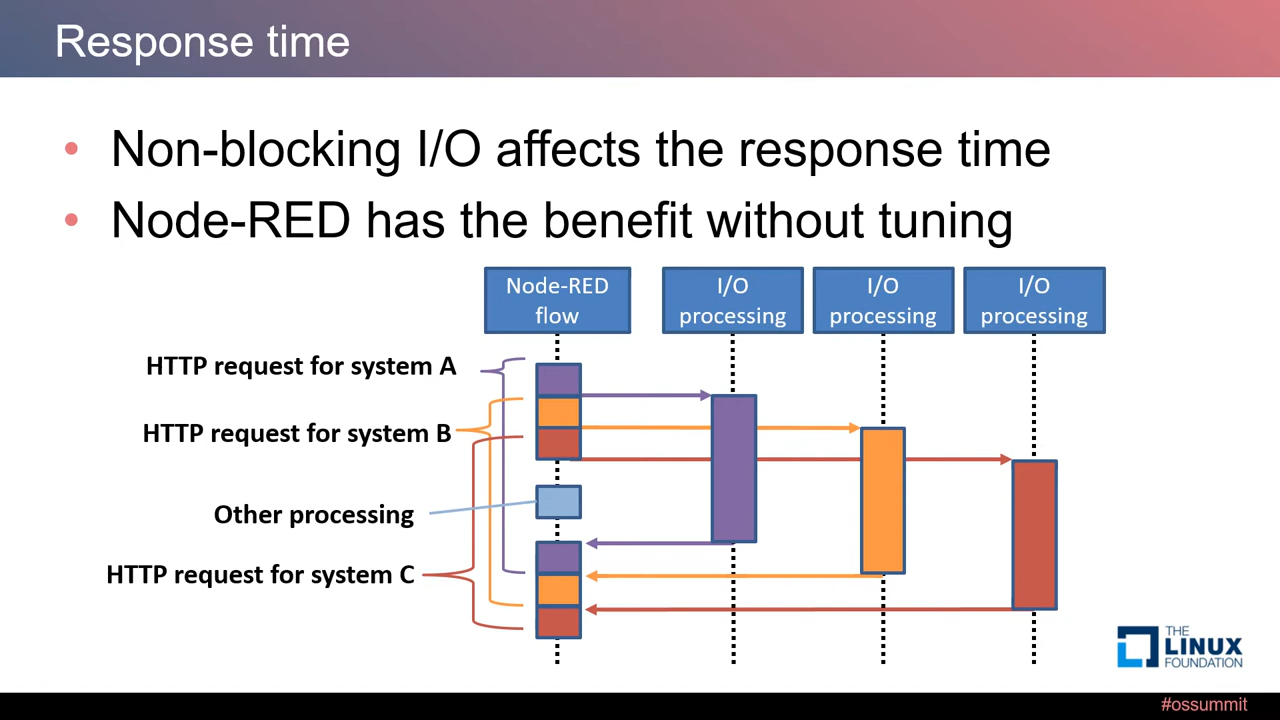 Response time
• Non-blocking I/O affects the response time
• Node-RED has the benefit without tuning
Node-RED
flow
I/O
processing
I/O
processing
I/O
processing
HTTP request for system A
HTTP request for system B
Other processing
HTTP request for system C
THE
LINUX
FOUNDATION
#ossummit